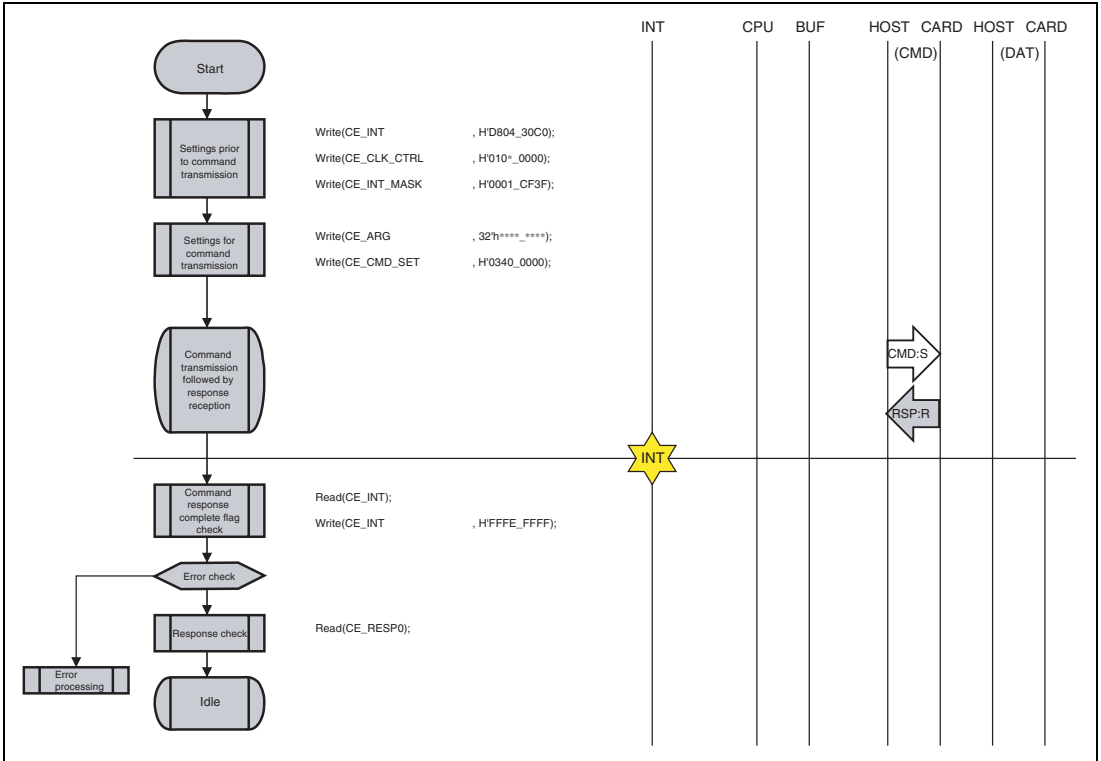 INT CPU BUF HOST CARD HOST CARD
(CMD) (DAT)
Start
Settings prior
to command
transmission
Write(CE_INT , H'D804_30C0);
Write(CE_CLK_CTRL , H'010*_0000);
Write(CE_INT_MASK , H'0001_CF3F);
Settings for
command
transmission
Write(CE_ARG , 32'h****_****);
Write(CE_CMD_SET , H'0340_0000);
Command
transmission
followed by
response
reception
CMD:S
RSP:R
INT
Command
response
complete flag
check
Read(CE_INT);
Write(CE_INT , H'FFFE_FFFF);
Error check
Response check
Read(CE_RESP0);
Error
processing
Idle